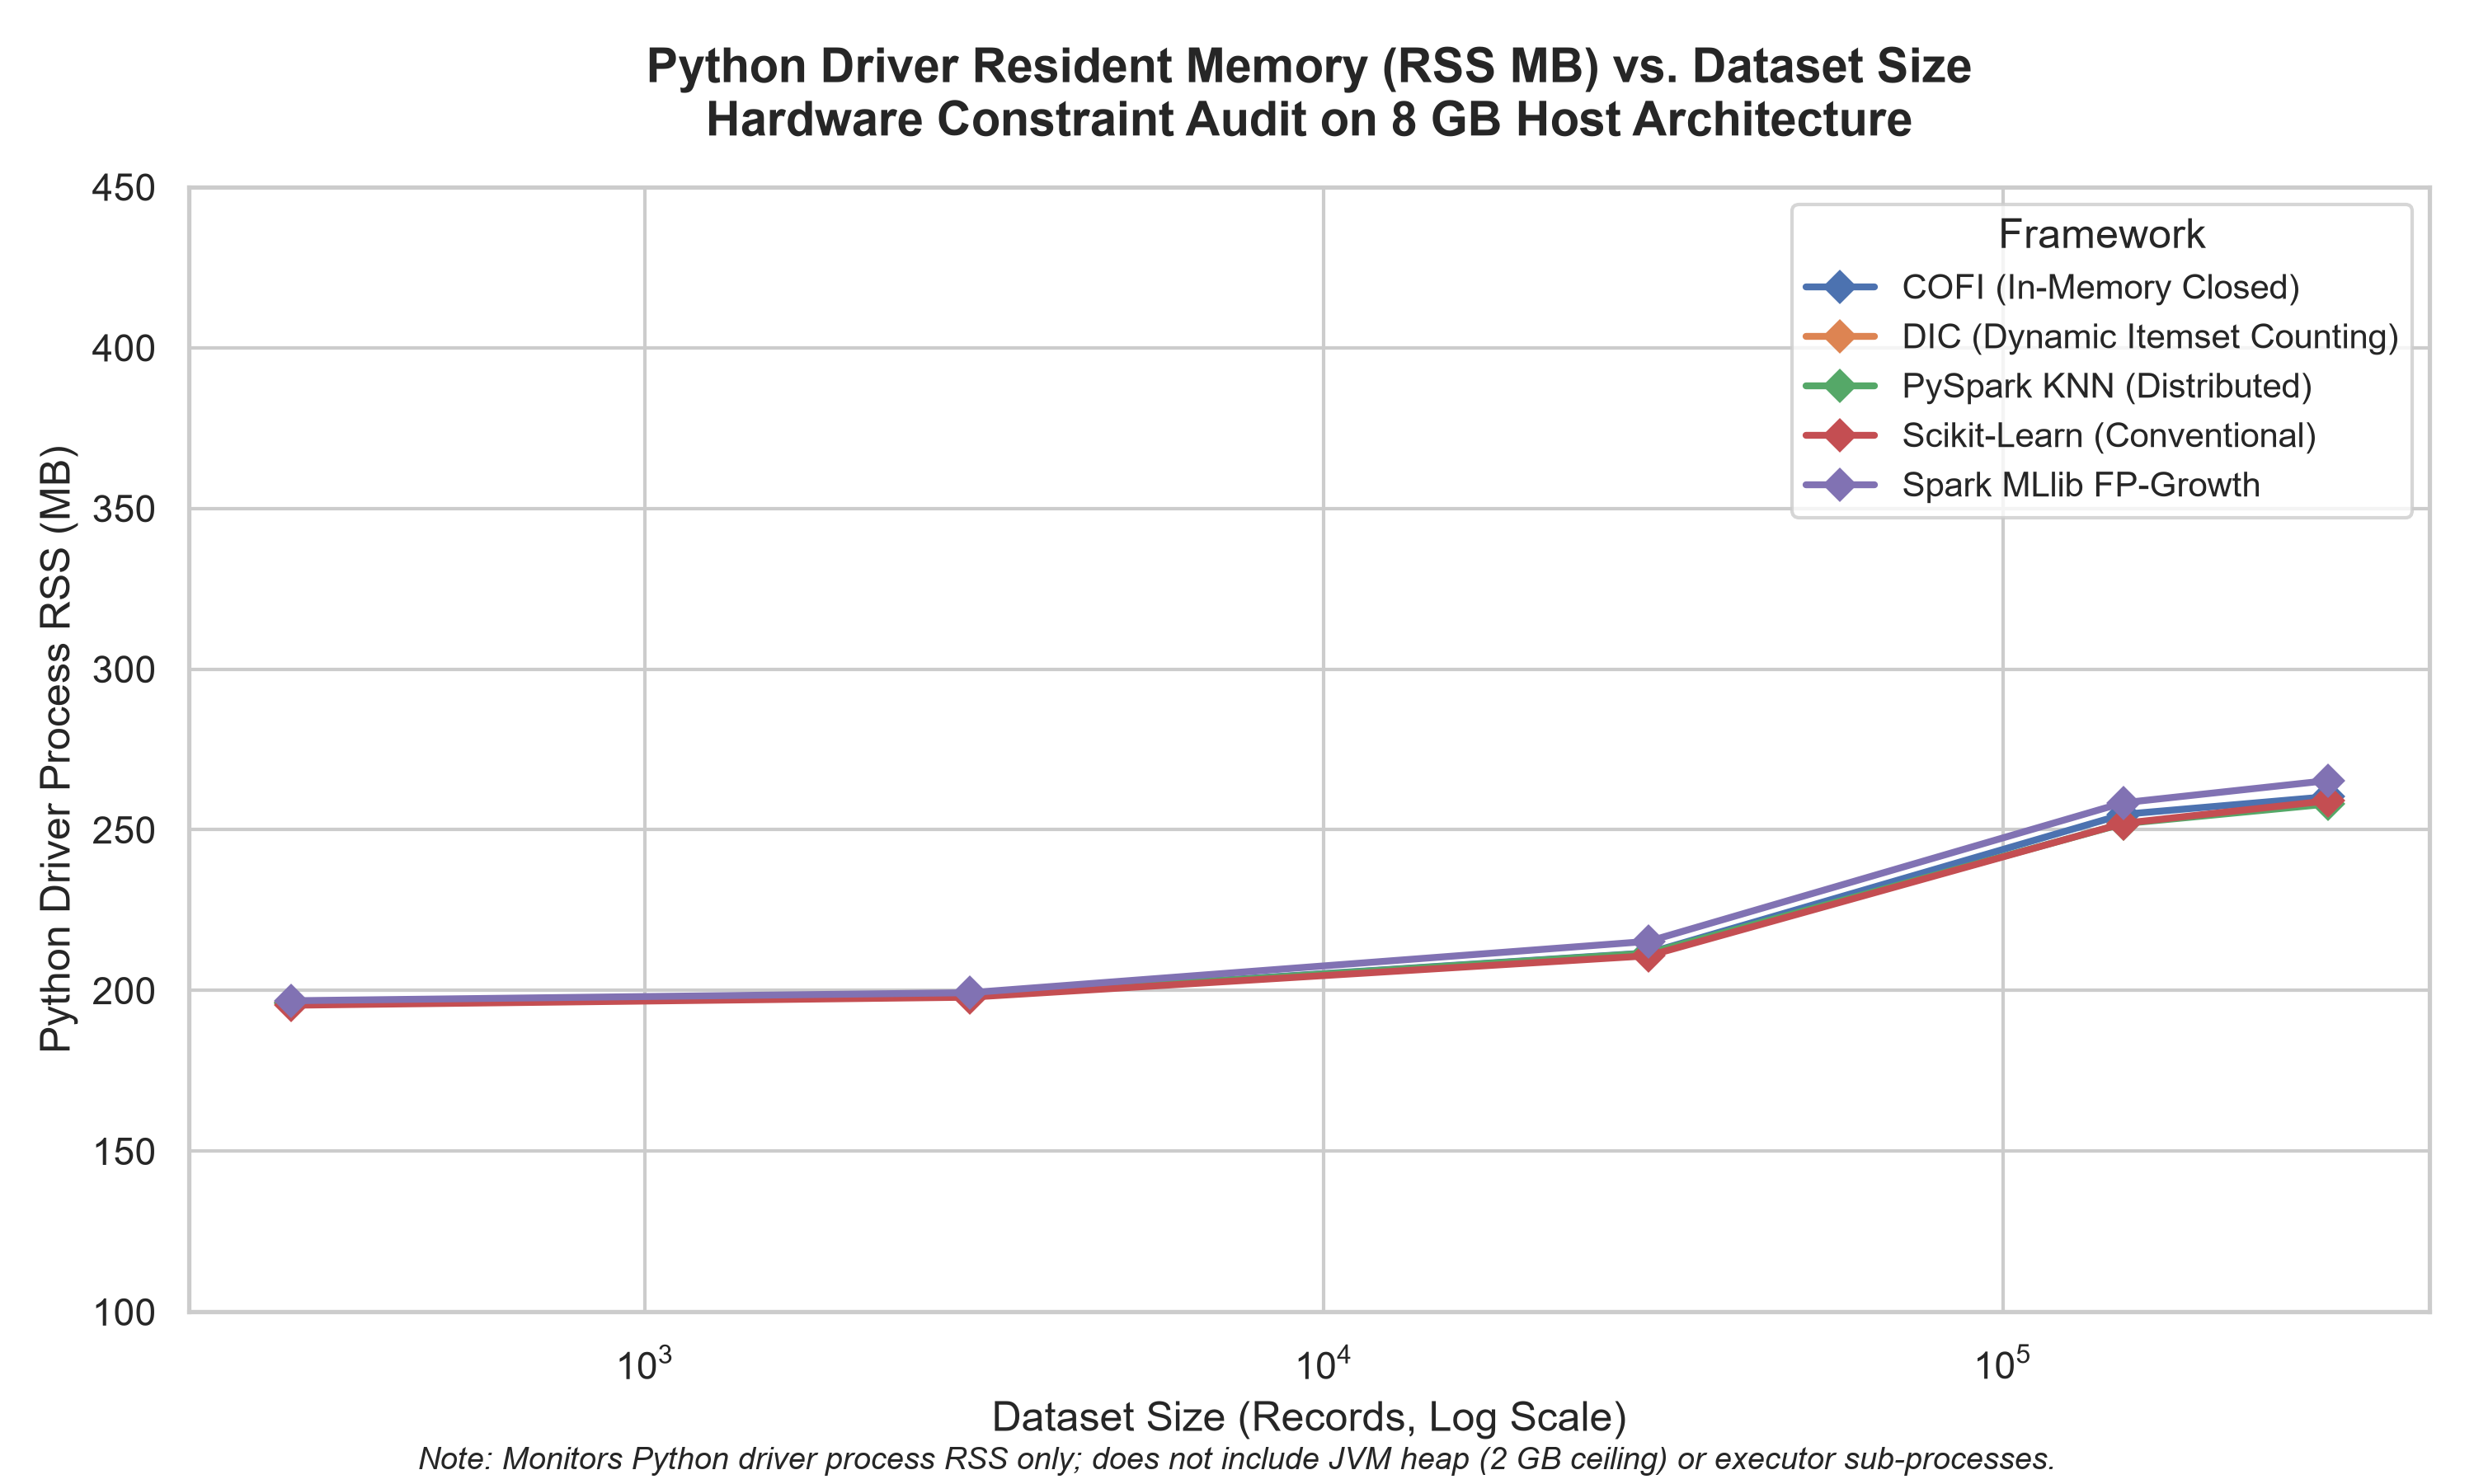 Python Driver Resident Memory (RSS MB) vs. Dataset Size
Hardware Constraint Audit on 8 GB Host Architecture
450
400
350
300
250
200
150
100
Python Driver Process RSS (MB)
Framework
COFI (In-Memory Closed)
DIC (Dynamic Itemset Counting)
PySpark KNN (Distributed)
Scikit-Learn (Conventional)
Spark MLlib FP-Growth
10³
10⁴
10⁵
Dataset Size (Records, Log Scale)
Note: Monitors Python driver process RSS only; does not include JVM heap (2 GB ceiling) or executor sub-processes.